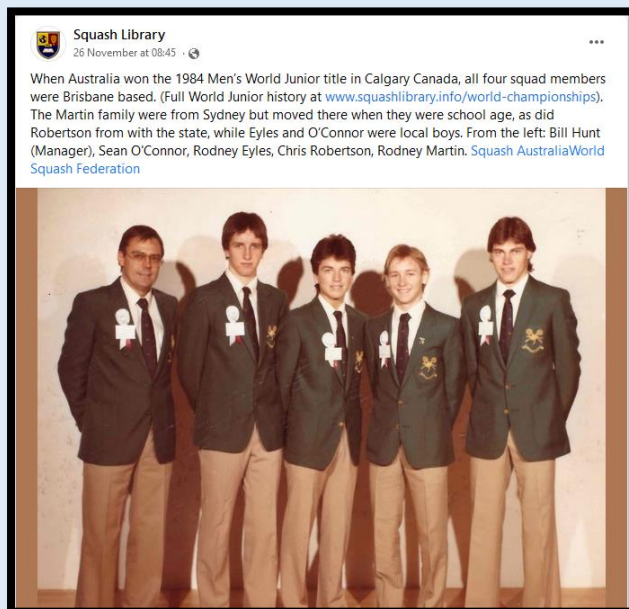 Squash Library
26 November at 08:45 ·
When Australia won the 1984 Men's World Junior title in Calgary Canada, all four squad members
were Brisbane based. (Full World Junior history at www.squashlibrary.info/world-championships).
The Martin family were from Sydney but moved there when they were school age, as did
Robertson from with the state, while Eyles and O'Connor were local boys. From the left: Bill Hunt
(Manager), Sean O'Connor, Rodney Eyles, Chris Robertson, Rodney Martin. Squash AustraliaWorld
Squash Federation